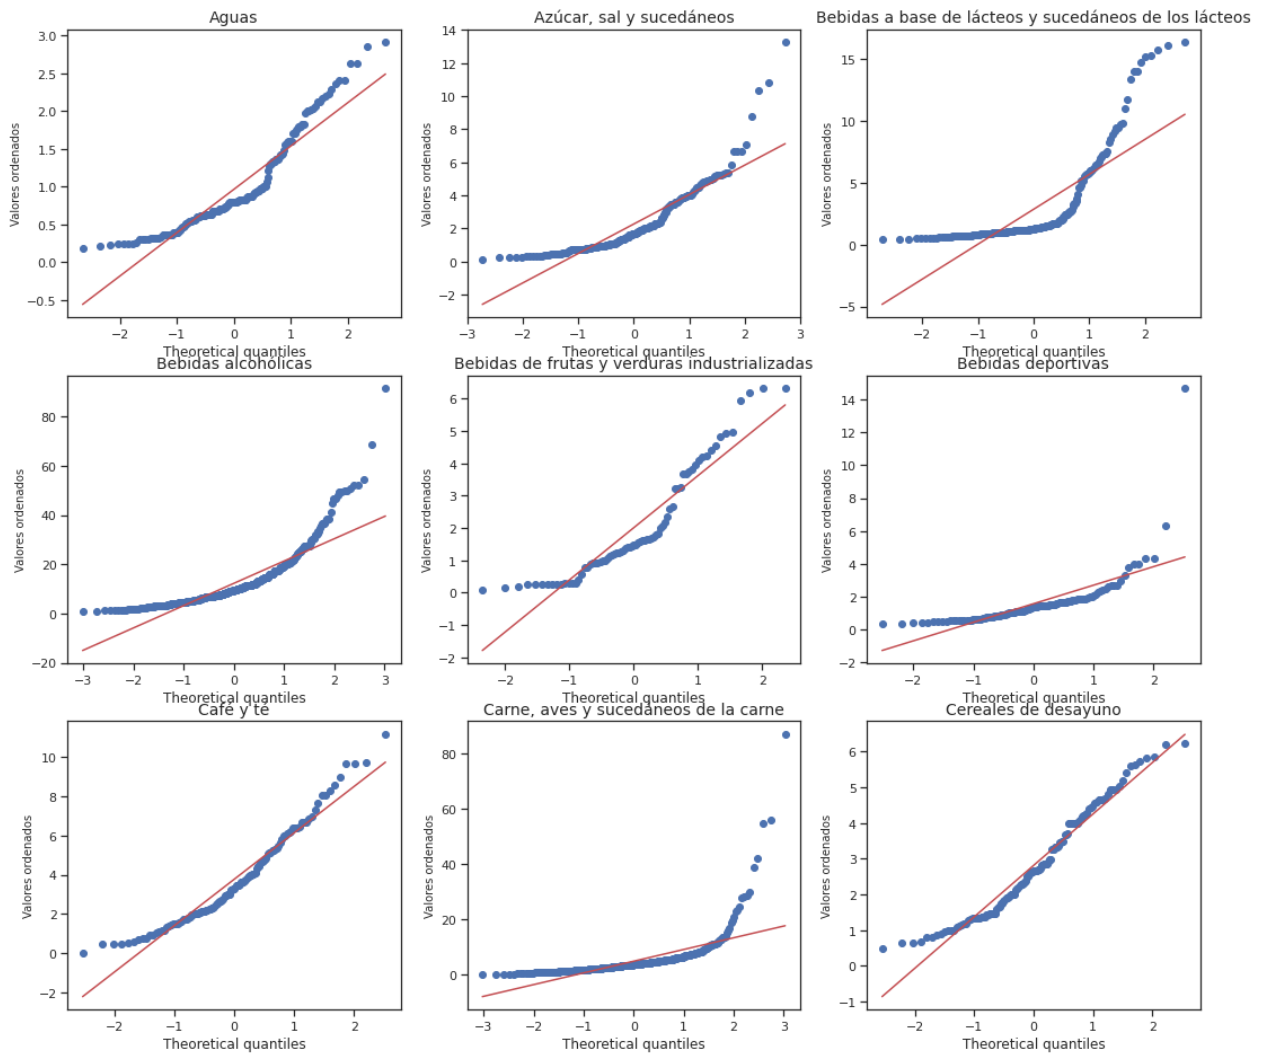 Aguas
Valores ordenados
3.0
2.5
2.0
1.5
1.0
0.5
0.0
−0.5
−2 −1 0 1 2
Theoretical quantiles
Azúcar, sal y sucedáneos
Valores ordenados
14
12
10
8
6
4
2
0
−2
−3 −2 −1 0 1 2 3
Theoretical quantiles
Bebidas a base de lácteos y sucedáneos de los lácteos
Valores ordenados
15
10
5
0
−5
−2 −1 0 1 2
Theoretical quantiles
Bebidas alcohólicas
Valores ordenados
80
60
40
20
0
−20
−3 −2 −1 0 1 2 3
Theoretical quantiles
Bebidas de frutas y verduras industrializadas
Valores ordenados
6
5
4
3
2
1
0
−1
−2
−2 −1 0 1 2
Theoretical quantiles
Bebidas deportivas
Valores ordenados
14
12
10
8
6
4
2
0
−2
−2 −1 0 1 2
Theoretical quantiles
Café y té
Valores ordenados
10
8
6
4
2
0
−2
−2 −1 0 1 2
Theoretical quantiles
Carne, aves y sucedáneos de la carne
Valores ordenados
80
60
40
20
0
−3 −2 −1 0 1 2 3
Theoretical quantiles
Cereales de desayuno
Valores ordenados
6
5
4
3
2
1
0
−1
−2 −1 0 1 2
Theoretical quantiles